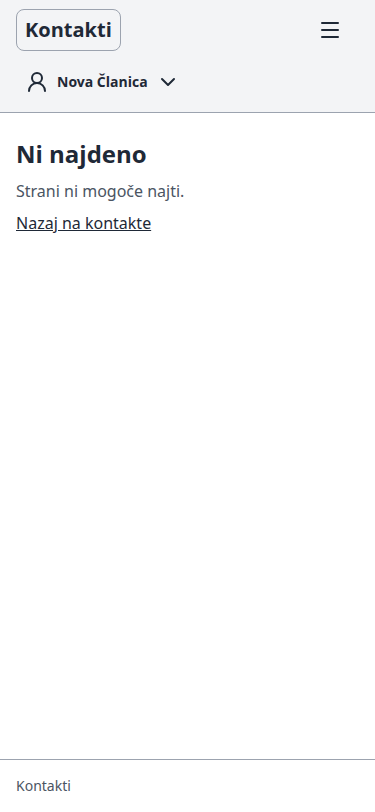 Kontakti
Nova Članica
Ni najdeno
Strani ni mogoče najti.
Nazaj na kontakte
Kontakti